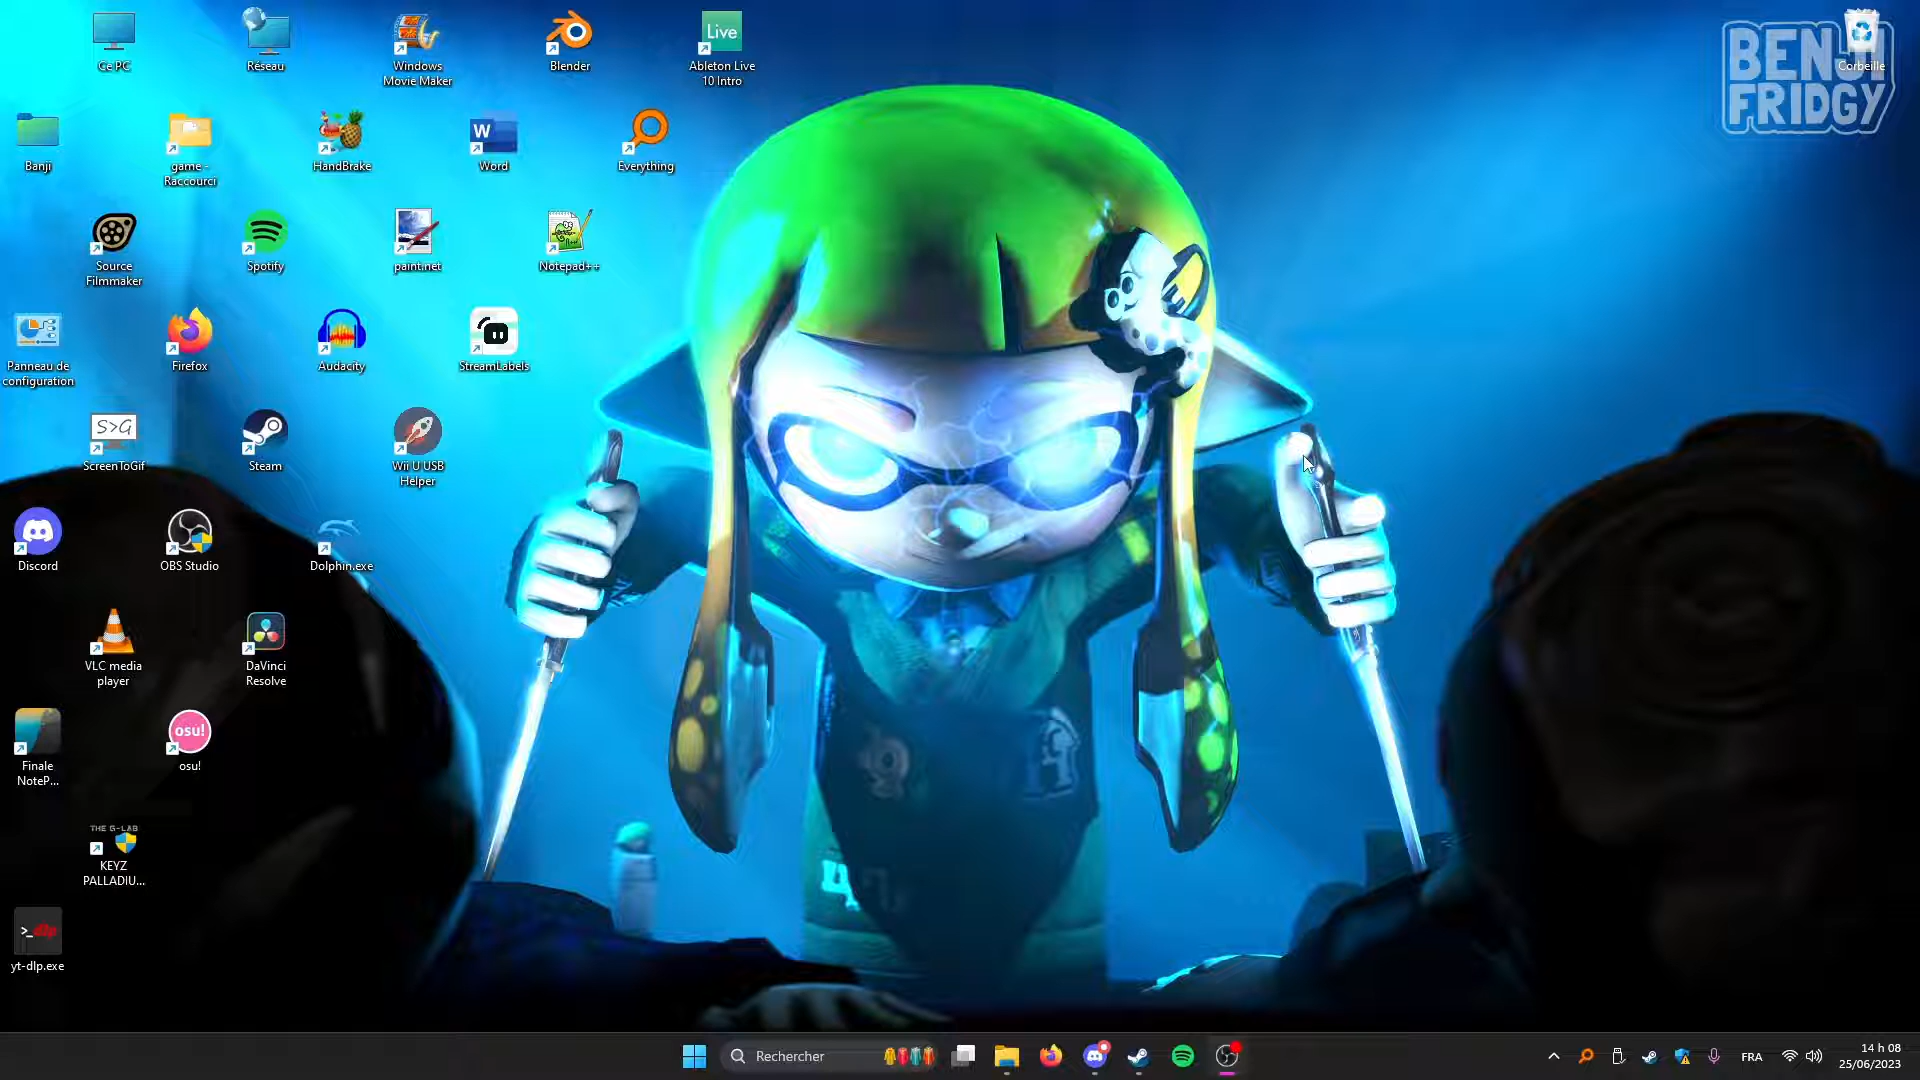 Ce PC
Réseau
Windows
Movie Maker
Blender
Live
Ableton Live
10 Intro
BENJI
FRIDGY
Corbeille
Banji
game -
Raccourci
HandBrake
W
Word
Everything
Source
Filmmaker
Spotify
paint.net
Notepad++
Panneau de
configuration
Firefox
Audacity
StreamLabels
S>G
ScreenToGif
Steam
Wii U USB
Helper
Discord
OBS Studio
Dolphin.exe
VLC media
player
DaVinci
Resolve
Finale
NoteP...
osu!
osu!
THE G-LAB
KEYZ
PALLADIU...
>_dlp
yt-dlp.exe
Rechercher
FRA
14 h 08
25/06/2023